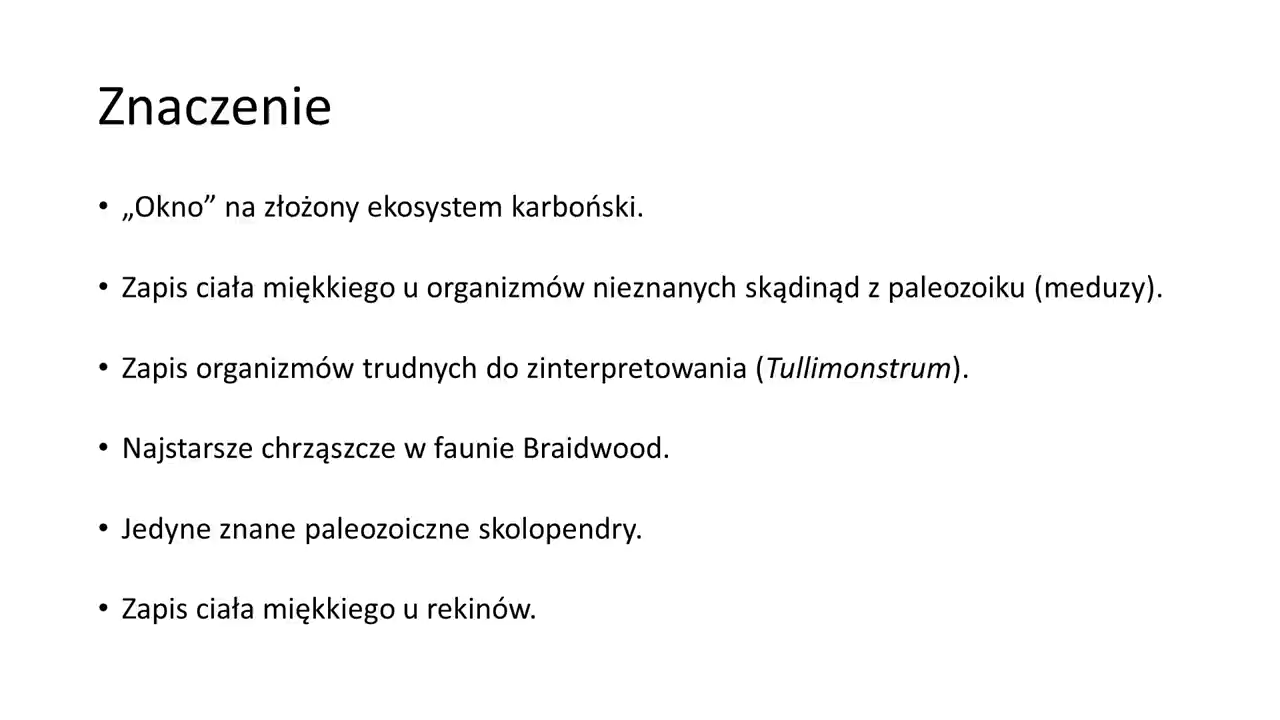 Znaczenie
• „Okno” na złożony ekosystem karboński.
• Zapis ciała miękkiego u organizmów nieznanych skądinąd z paleozoiku (meduzy).
• Zapis organizmów trudnych do zinterpretowania (Tullimonstrum).
• Najstarsze chrząszcze w faunie Braidwood.
• Jedyne znane paleozoiczne skolopendry.
• Zapis ciała miękkiego u rekinów.